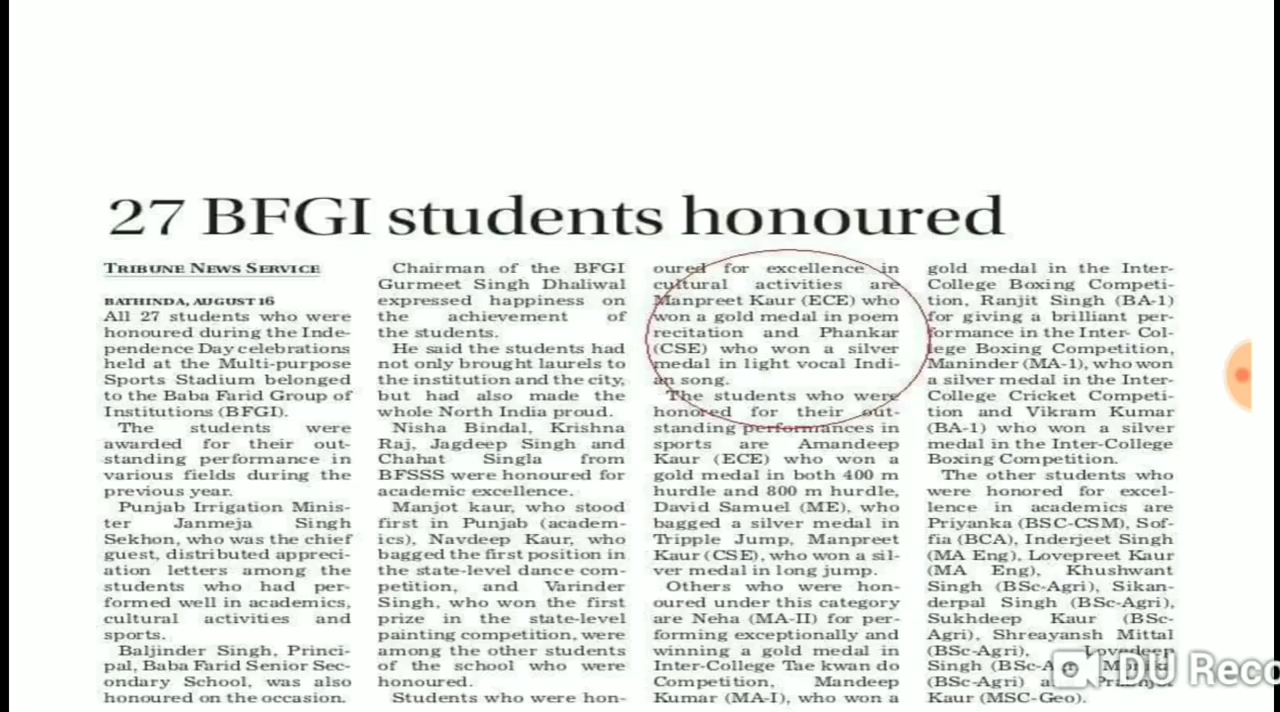 27 BFGI students honoured
TRIBUNE NEWS SERVICE
BATHINDA, AUGUST 16
All 27 students who were
honoured during the Inde-
pendence Day celebrations
held at the Multi-purpose
Sports Stadium belonged
to the Baba Farid Group of
Institutions (BFGI).
The students were
awarded for their out-
standing performance in
various fields during the
previous year.
Punjab Irrigation Minis-
ter Janmeja Singh
Sekhon, who was the chief
guest, distributed appreci-
ation letters among the
students who had per-
formed well in academics,
cultural activities and
sports.
Baljinder Singh, Princi-
pal, Baba Farid Senior Sec-
ondary School, was also
honoured on the occasion.
Chairman of the BFGI
Gurmeet Singh Dhaliwal
expressed happiness on
the achievement of
the students.
He said the students had
not only brought laurels to
the institution and the city,
but had also made the
whole North India proud.
Nisha Bindal, Krishna
Raj, Jagdeep Singh and
Chahat Singla from
BFSSS were honoured for
academic excellence.
Manjot kaur, who stood
first in Punjab (academ-
ics), Navdeep Kaur, who
bagged the first position in
the state-level dance com-
petition, and Varinder
Singh, who won the first
prize in the state-level
painting competition, were
among the other students
of the school who were
honoured.
Students who were hon-
oured for excellence in
cultural activities are
Manpreet Kaur (ECE) who
won a gold medal in poem
recitation and Phankar
(CSE) who won a silver
medal in light vocal Indi-
an song.
The students who were
honored for their out-
standing performances in
sports are Amandeep
Kaur (ECE) who won a
gold medal in both 400 m
hurdle and 800 m hurdle,
David Samuel (ME), who
bagged a silver medal in
Tripple Jump, Manpreet
Kaur (CSE), who won a sil-
ver medal in long jump.
Others who were hon-
oured under this category
are Neha (MA-II) for per-
forming exceptionally and
winning a gold medal in
Inter-College Tae kwan do
Competition, Mandeep
Kumar (MA-I), who won a
gold medal in the Inter-
College Boxing Competi-
tion, Ranjit Singh (BA-1)
for giving a brilliant per-
formance in the Inter- Col-
lege Boxing Competition,
Maninder (MA-1), who won
a silver medal in the Inter-
College Cricket Competi-
tion and Vikram Kumar
(BA-1) who won a silver
medal in the Inter-College
Boxing Competition.
The other students who
were honored for excel-
lence in academics are
Priyanka (BSC-CSM), Sof-
fia (BCA), Inderjeet Singh
(MA Eng), Lovepreet Kaur
(MA Eng), Khushwant
Singh (BSc-Agri), Sikan-
derpal Singh (BSc-Agri),
Sukhdeep Kaur (BSc-
Agri), Shreayansh Mittal
(BSc-Agri), Lovedeep
Singh
(BSc-Agri)
Kaur (MSC-Geo).
DU Reco